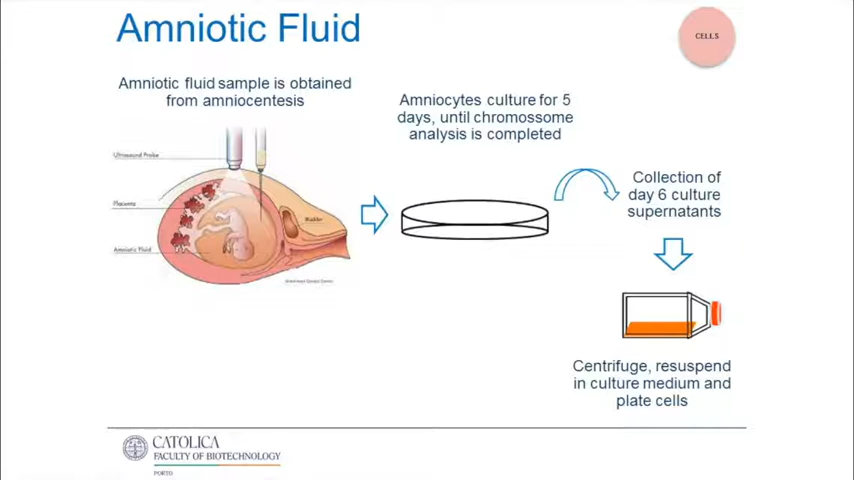 Amniotic Fluid
CELLS
Amniotic fluid sample is obtained
from amniocentesis
Amniocytes culture for 5
days, until chromossome
analysis is completed
Ultrasound Probe
Placenta
Bladder
Amniotic Fluid
Collection of
day 6 culture
supernatants
Centrifuge, resuspend
in culture medium and
plate cells
CATOLICA
FACULTY OF BIOTECHNOLOGY
PORTO